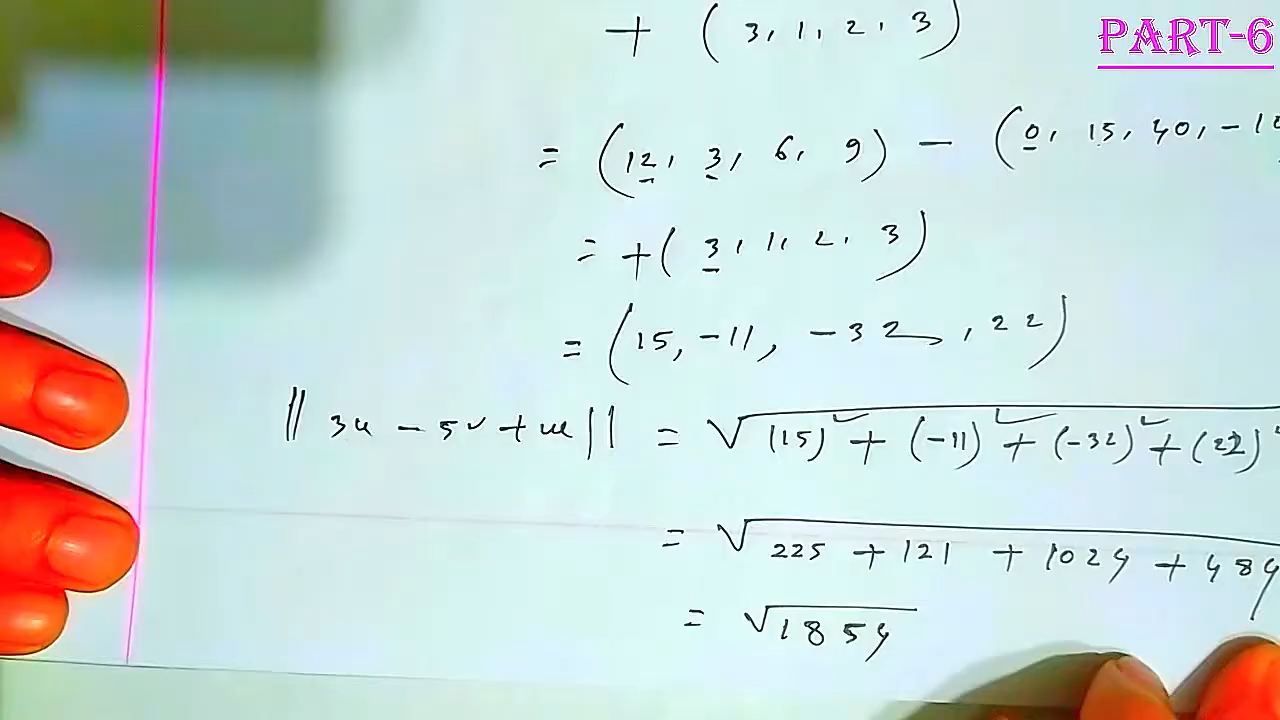 PART-6
+ (3, 1, 2, 3)
= (12, 3, 6, 9) - (0, 15, 40, -10
= +(3, 1, 2, 3)
= (15, -11, -32, 22)
||3u - 5v + w|| = √(15)² + (-11)² + (-32)² + (22)²
= √225 + 121 + 1024 + 484
= √1854